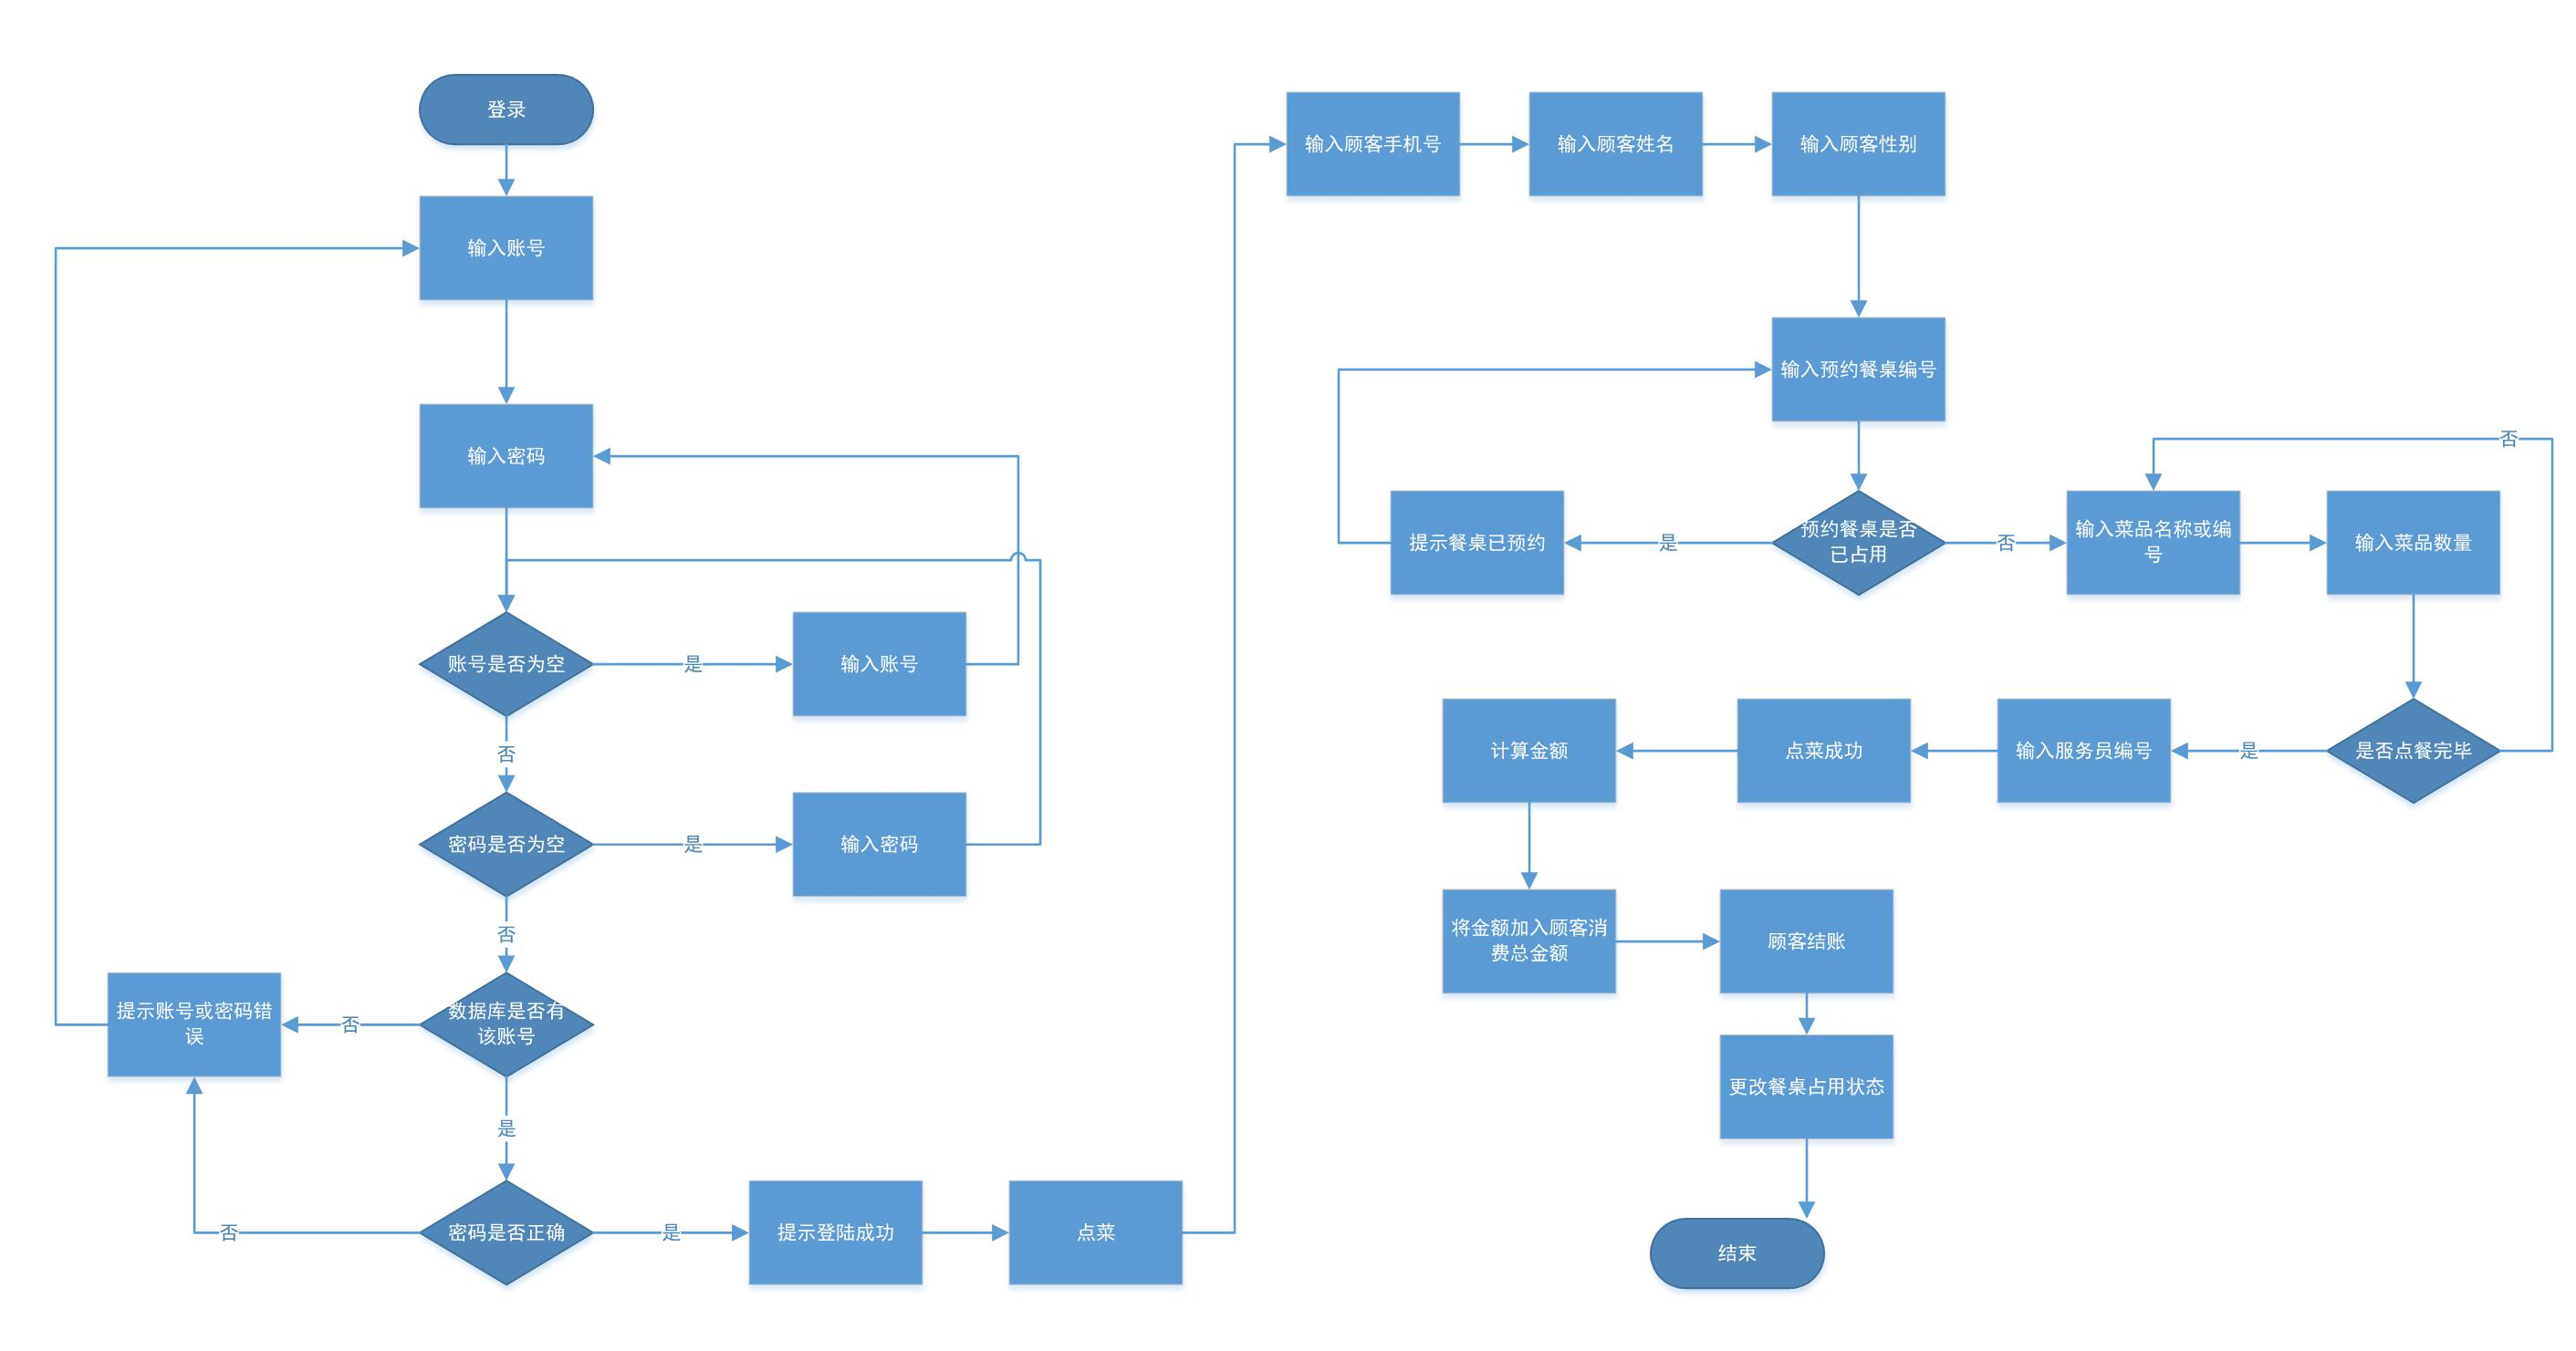 登录
输入账号
输入密码
账号是否为空
是
输入账号
否
密码是否为空
是
输入密码
否
数据库是否有
该账号
否
提示账号或密码错
误
是
密码是否正确
否
是
提示登陆成功
点菜
输入顾客手机号
输入顾客姓名
输入顾客性别
输入预约餐桌编号
预约餐桌是否
已占用
是
提示餐桌已预约
否
输入菜品名称或编
号
输入菜品数量
否
是否点餐完毕
是
输入服务员编号
点菜成功
计算金额
将金额加入顾客消
费总金额
顾客结账
更改餐桌占用状态
结束